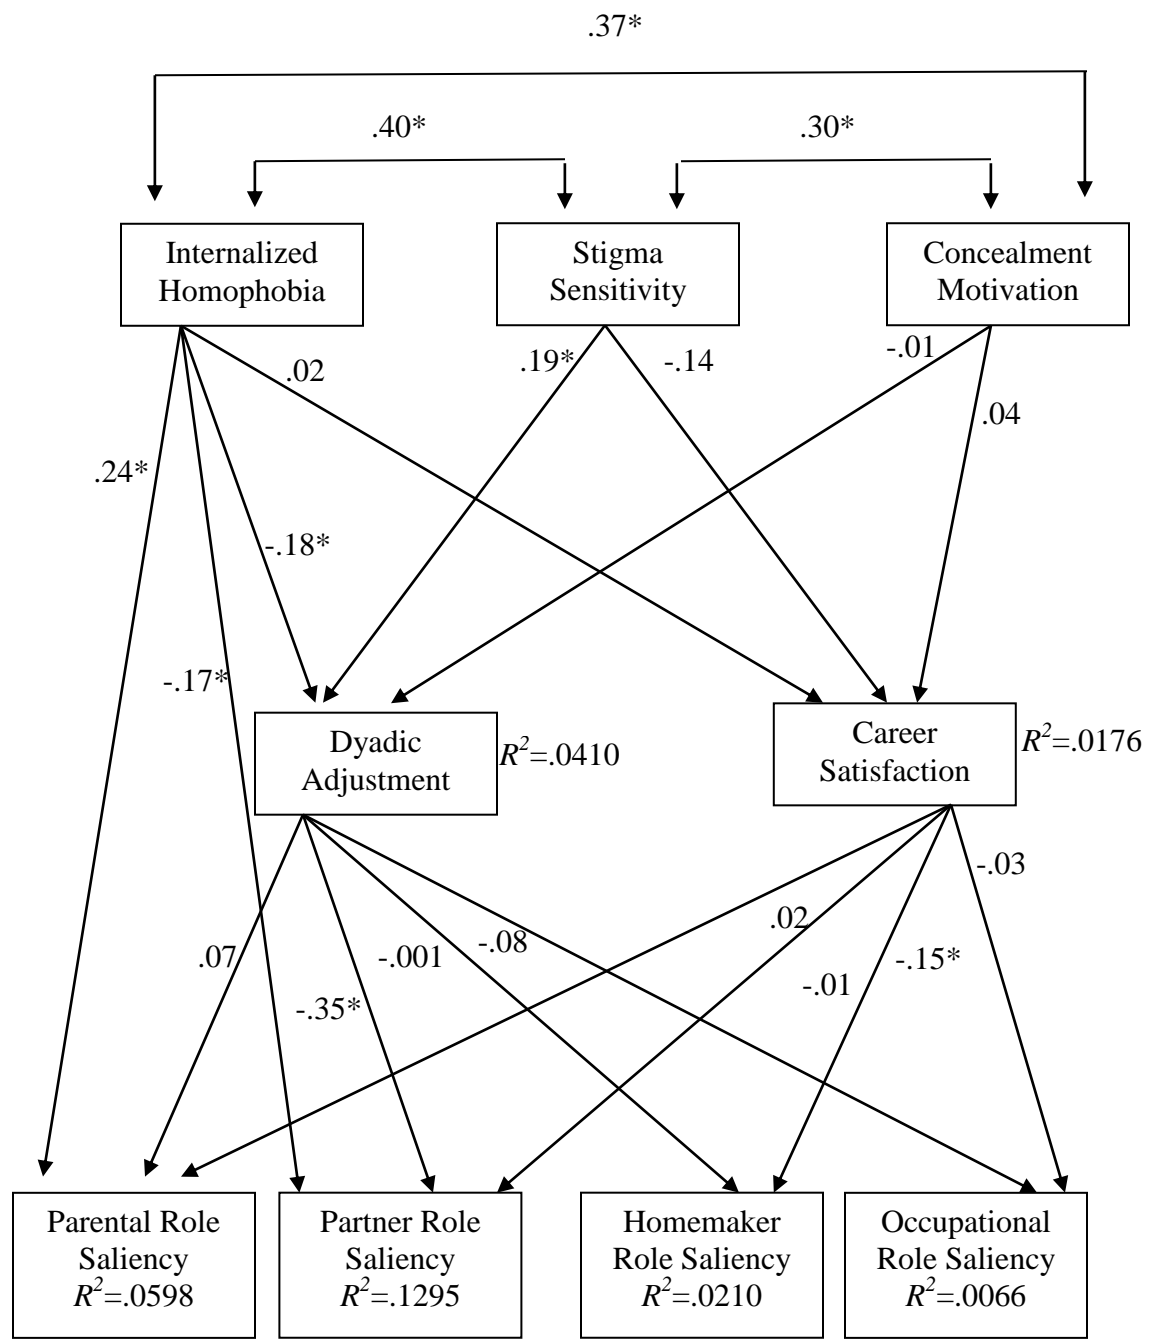 .37*
.40*
.30*
Internalized
Homophobia
Stigma
Sensitivity
Concealment
Motivation
.02
.19*
-.14
-.01
.04
.24*
-.18*
-.17*
Dyadic
Adjustment
R²=.0410
Career
Satisfaction
R²=.0176
.07
-.35*
-.001
-.08
.02
-.01
-.15*
-.03
Parental Role
Saliency
R²=.0598
Partner Role
Saliency
R²=.1295
Homemaker
Role Saliency
R²=.0210
Occupational
Role Saliency
R²=.0066